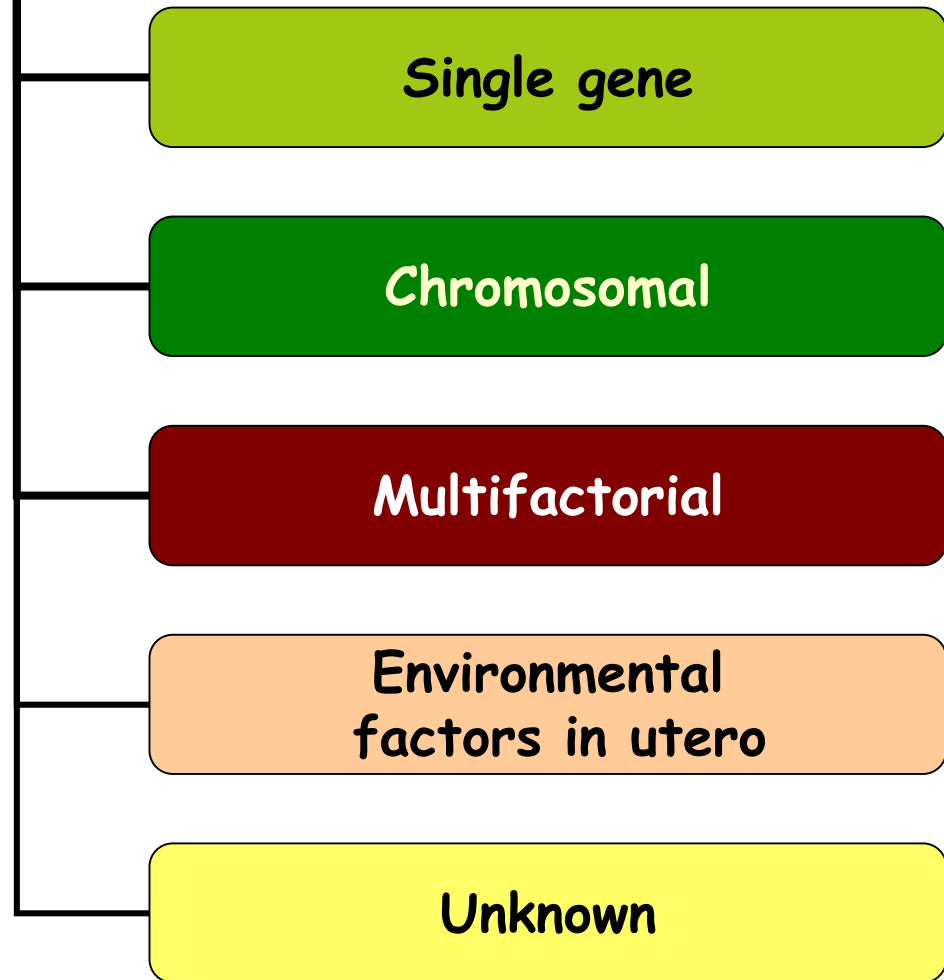 Single gene
Chromosomal
Multifactorial
Environmental
factors in utero
Unknown